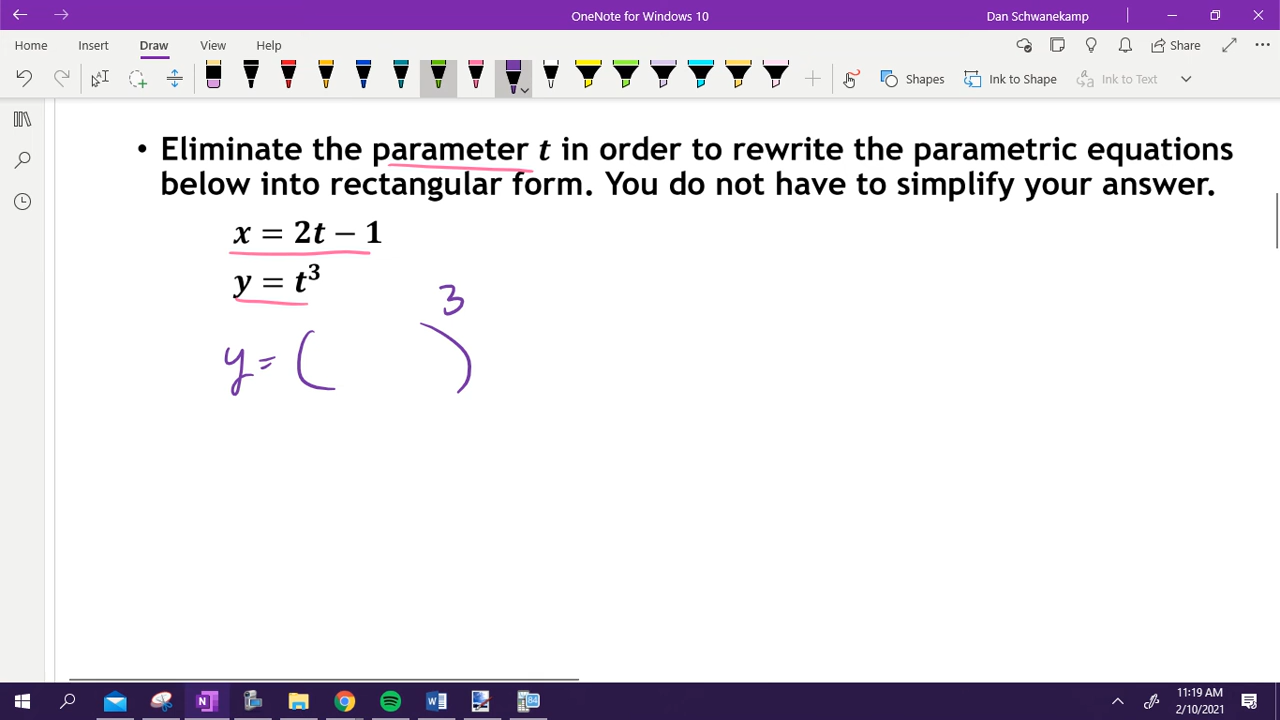 OneNote for Windows 10
Dan Schwanekamp
Home Insert Draw View Help
Share
Shapes
Ink to Shape
Ink to Text
• Eliminate the parameter t in order to rewrite the parametric equations
below into rectangular form. You do not have to simplify your answer.
x = 2t − 1
y = t³
y = ( )³
84
11:19 AM
2/10/2021